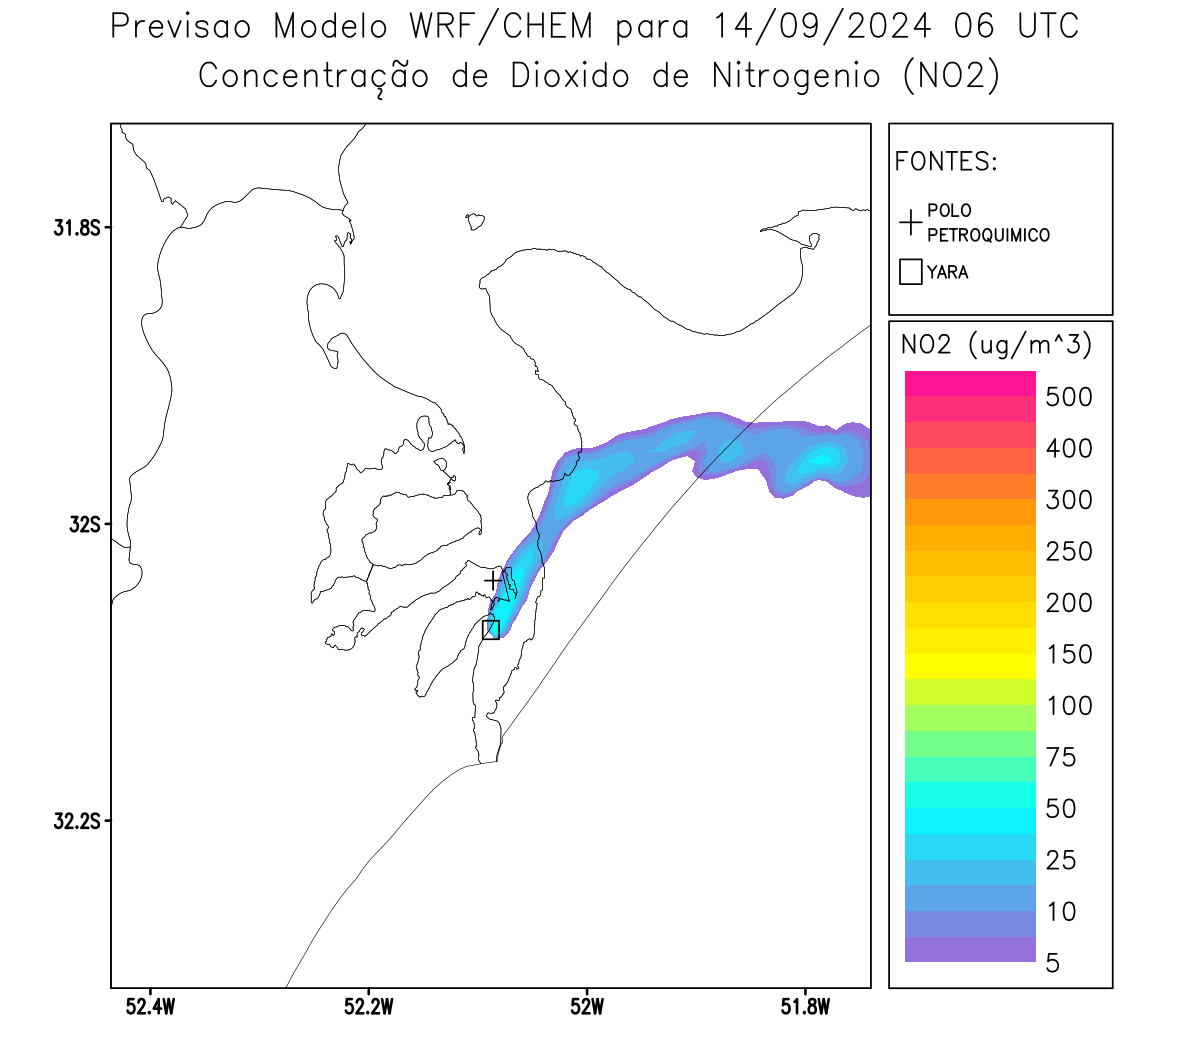 Previsao Modelo WRF/CHEM para 14/09/2024 06 UTC
Concentração de Dioxido de Nitrogenio (NO2)
FONTES:
POLO
PETROQUIMICO
YARA
NO2 (ug/m^3)
500
400
300
250
200
150
100
75
50
25
10
5
31.8S
32S
32.2S
52.4W
52.2W
52W
51.8W